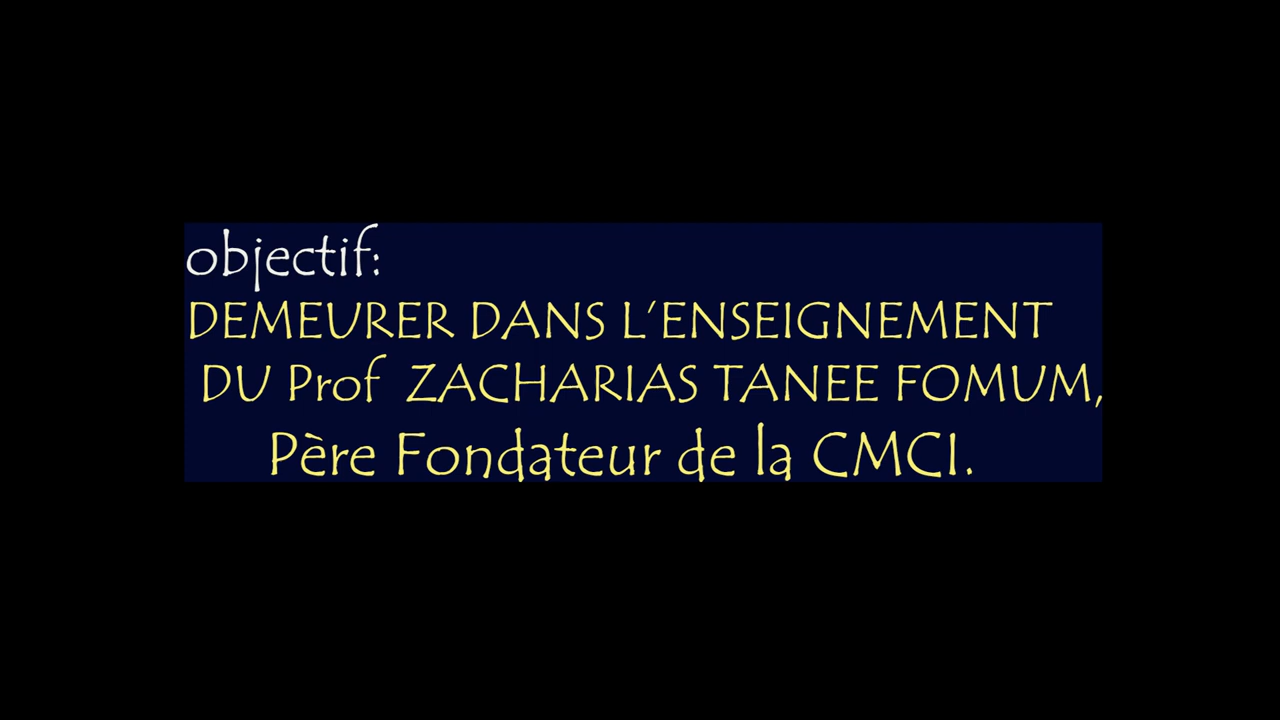 objectif:
DEMEURER DANS L'ENSEIGNEMENT
DU Prof ZACHARIAS TANEE FOMUM,
Père Fondateur de la CMCI.